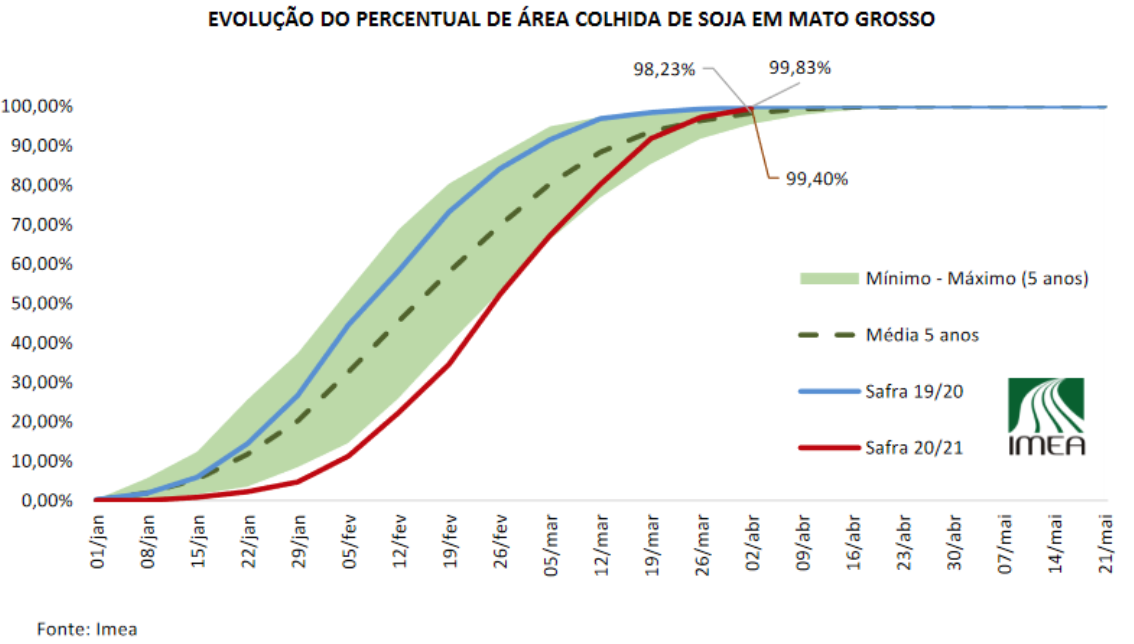 EVOLUÇÃO DO PERCENTUAL DE ÁREA COLHIDA DE SOJA EM MATO GROSSO
98,23%
99,83%
99,40%
100,00%
90,00%
80,00%
70,00%
60,00%
50,00%
40,00%
30,00%
20,00%
10,00%
0,00%
Mínimo - Máximo (5 anos)
Média 5 anos
Safra 19/20
Safra 20/21
IMEA
01/jan
08/jan
15/jan
22/jan
29/jan
05/fev
12/fev
19/fev
26/fev
05/mar
12/mar
19/mar
26/mar
02/abr
09/abr
16/abr
23/abr
30/abr
07/mai
14/mai
21/mai
Fonte: Imea